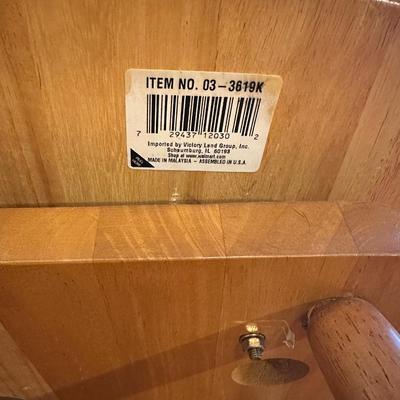 ITEM NO. 03-3619K
7 29437 12030 2
Imported by Victory Land Group, Inc.
Schaumburg, IL 60193
Shop at www.walmart.com
MADE IN MALAYSIA - ASSEMBLED IN U.S.A.